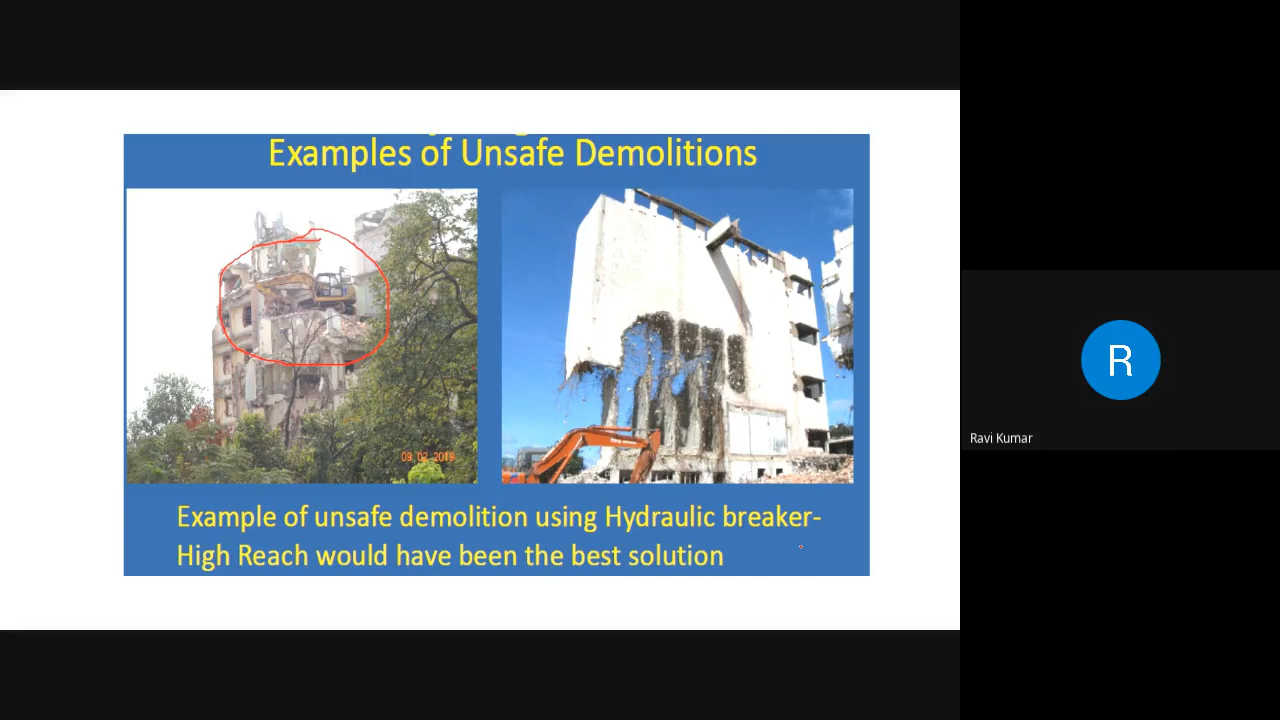 Examples of Unsafe Demolitions
09 02 2019
Example of unsafe demolition using Hydraulic breaker-
High Reach would have been the best solution
R
Ravi Kumar